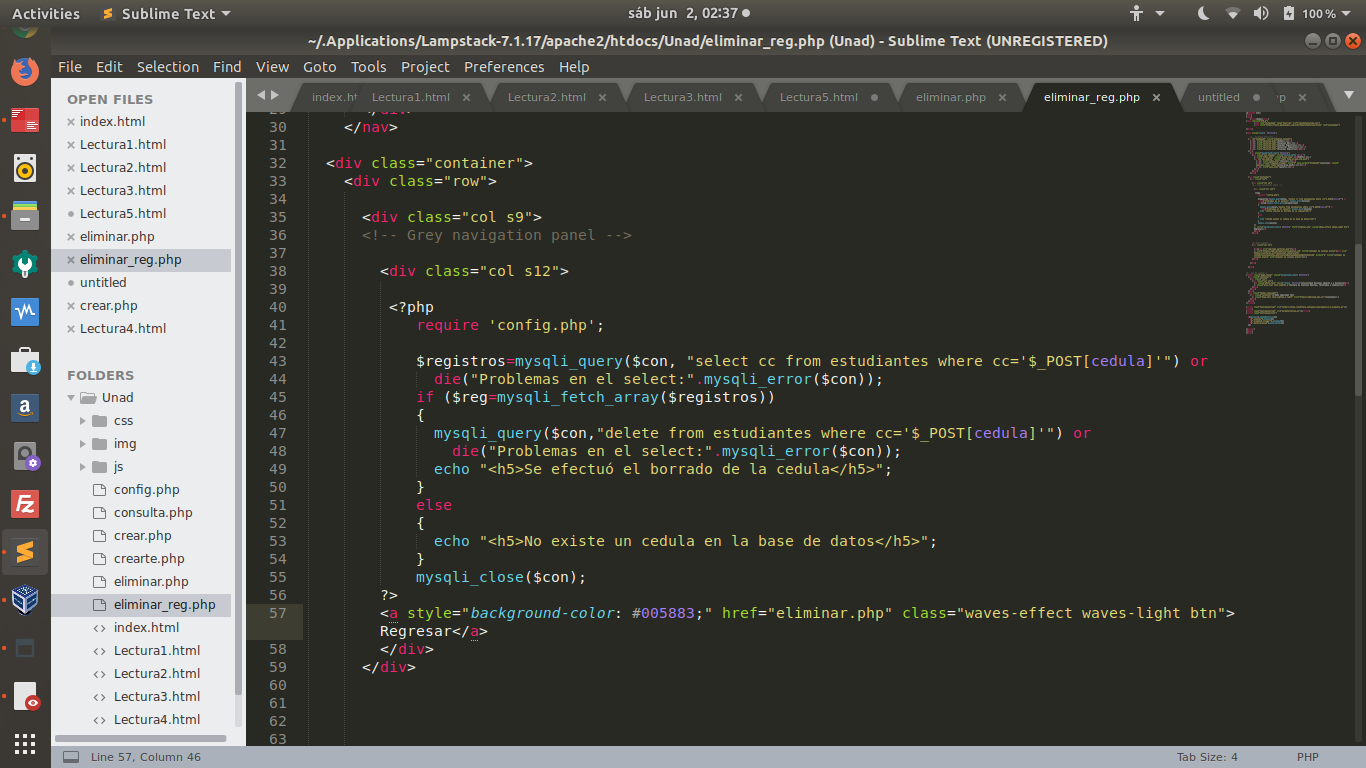 Activities
Sublime Text
sáb jun 2, 02:37
100 %
~/.Applications/Lampstack-7.1.17/apache2/htdocs/Unad/eliminar_reg.php (Unad) - Sublime Text (UNREGISTERED)
File Edit Selection Find View Goto Tools Project Preferences Help
OPEN FILES
index.html
Lectura1.html
Lectura2.html
Lectura3.html
Lectura5.html
eliminar.php
eliminar_reg.php
untitled
crear.php
Lectura4.html
FOLDERS
Unad
css
img
js
config.php
consulta.php
crear.php
crearte.php
eliminar.php
eliminar_reg.php
index.html
Lectura1.html
Lectura2.html
Lectura3.html
Lectura4.html
index.ht Lectura1.html Lectura2.html Lectura3.html Lectura5.html eliminar.php eliminar_reg.php untitled p
29 </div>
30 </nav>
31
32 <div class="container">
33 <div class="row">
34
35 <div class="col s9">
36 <!-- Grey navigation panel -->
37
38 <div class="col s12">
39
40 <?php
41 require 'config.php';
42
43 $registros=mysqli_query($con, "select cc from estudiantes where cc='$_POST[cedula]'") or
44 die("Problemas en el select:".mysqli_error($con));
45 if ($reg=mysqli_fetch_array($registros))
46 {
47 mysqli_query($con,"delete from estudiantes where cc='$_POST[cedula]'") or
48 die("Problemas en el select:".mysqli_error($con));
49 echo "<h5>Se efectuó el borrado de la cedula</h5>";
50 }
51 else
52 {
53 echo "<h5>No existe un cedula en la base de datos</h5>";
54 }
55 mysqli_close($con);
56 ?>
57 <a style="background-color: #005883;" href="eliminar.php" class="waves-effect waves-light btn">
Regresar</a>
58 </div>
59 </div>
60
61
62
63
Line 57, Column 46
Tab Size: 4
PHP